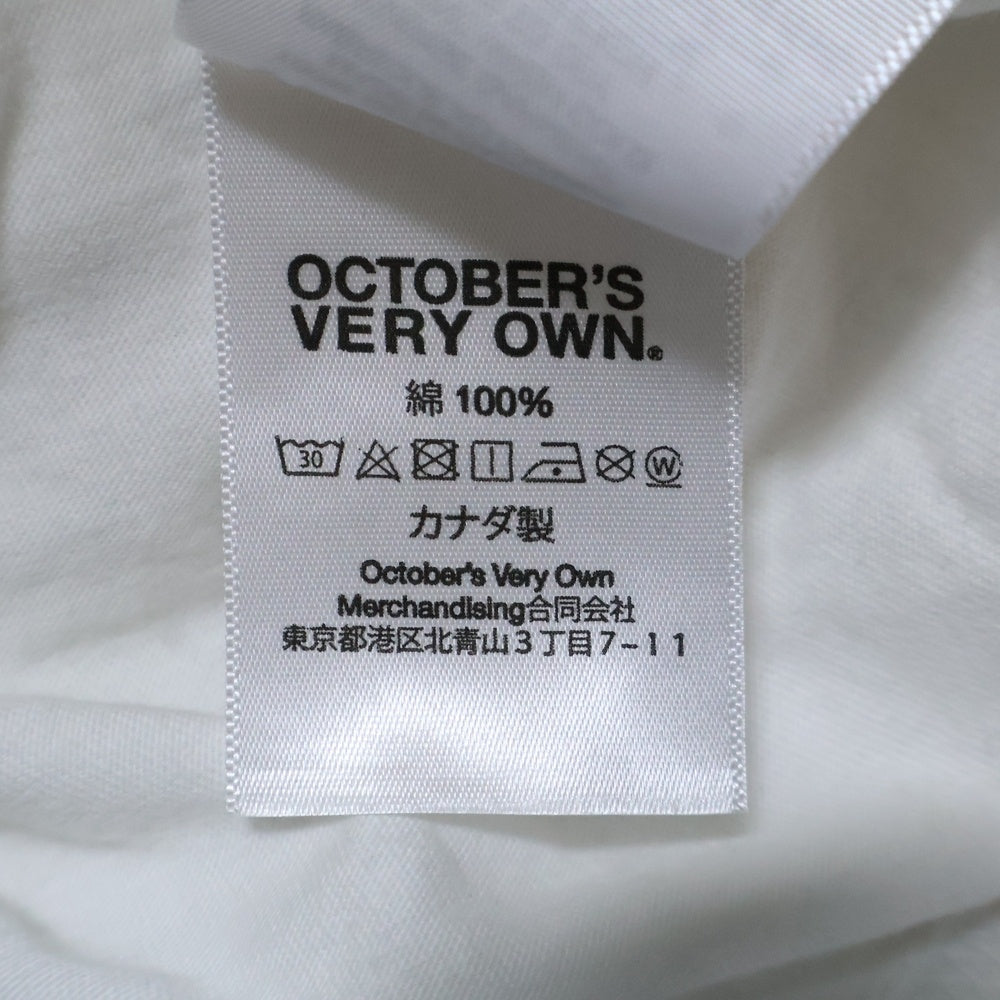 OCTOBER'S
VERY OWN.®
綿 100%
30 W
カナダ製
October's Very Own
Merchandising合同会社
東京都港区北青山3丁目7-11